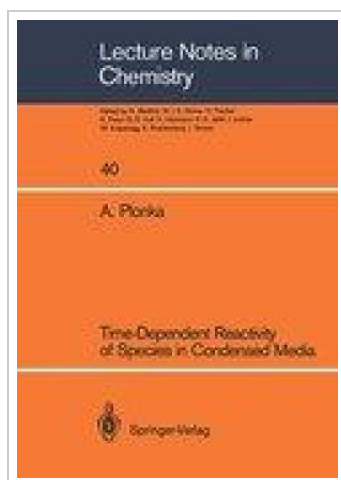 Lecture Notes in
Chemistry
40
A. Plonka
Time-Dependent Reactivity
of Species in Condensed Media
Springer-Verlag